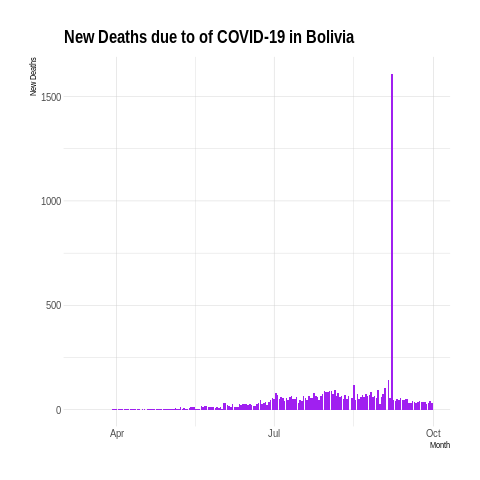 New Deaths due to of COVID-19 in Bolivia
New Deaths
1500
1000
500
0
Apr
Jul
Oct
Month